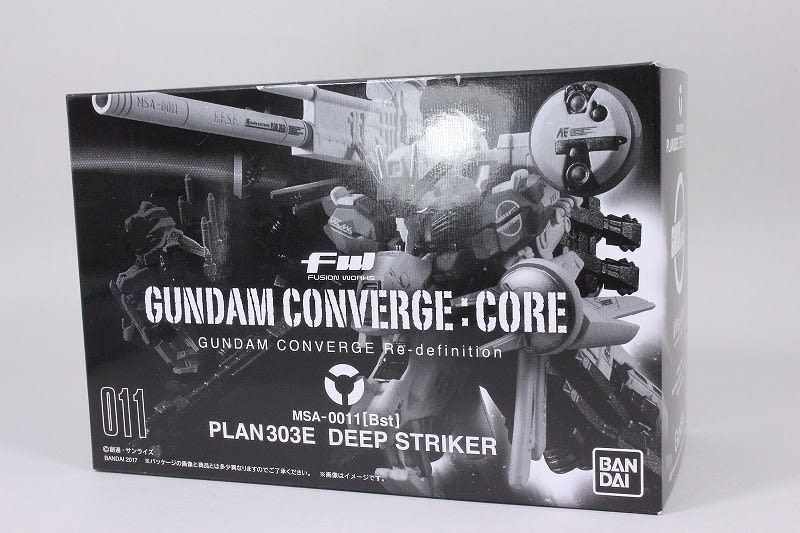 MSA-0011
E.F.S.F.
AE
fw
FUSION WORKS
GUNDAM CONVERGE:CORE
GUNDAM CONVERGE Re-definition
011
MSA-0011[Bst]
PLAN303E DEEP STRIKER
©創通・サンライズ
BANDAI 2017 ※パッケージの画像と商品とは多少異なりますのでご了承ください。 ※画像はイメージです。
BAN
DAI